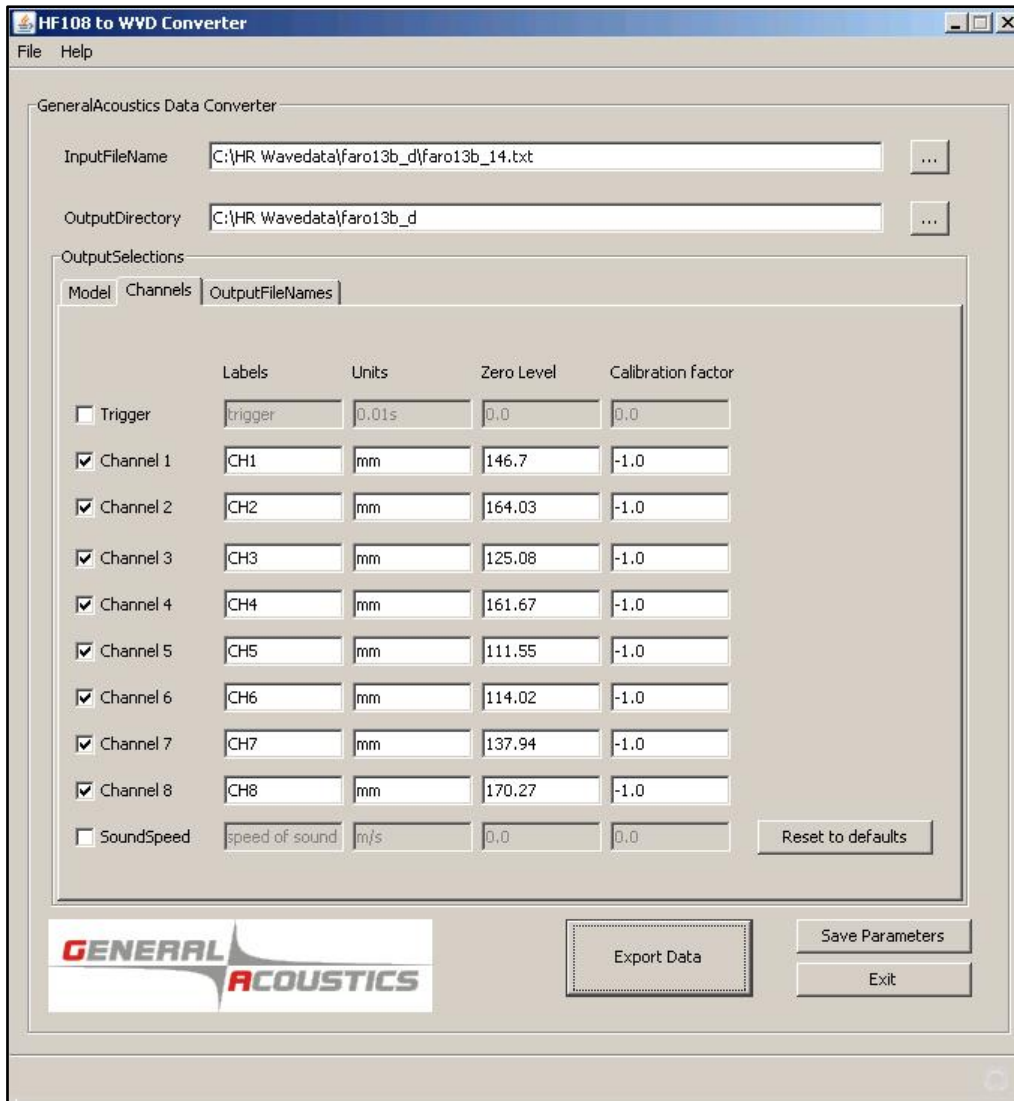 HF108 to WVD Converter
File Help
GeneralAcoustics Data Converter
InputFileName C:\HR Wavedata\faro13b_d\faro13b_14.txt ...
OutputDirectory C:\HR Wavedata\faro13b_d ...
OutputSelections
Model Channels OutputFileNames
Labels Units Zero Level Calibration factor
Trigger trigger 0.01s 0.0 0.0
Channel 1 CH1 mm 146.7 -1.0
Channel 2 CH2 mm 164.03 -1.0
Channel 3 CH3 mm 125.08 -1.0
Channel 4 CH4 mm 161.67 -1.0
Channel 5 CH5 mm 111.55 -1.0
Channel 6 CH6 mm 114.02 -1.0
Channel 7 CH7 mm 137.94 -1.0
Channel 8 CH8 mm 170.27 -1.0
SoundSpeed speed of sound m/s 0.0 0.0 Reset to defaults
GENERAL ACOUSTICS
Export Data
Save Parameters
Exit